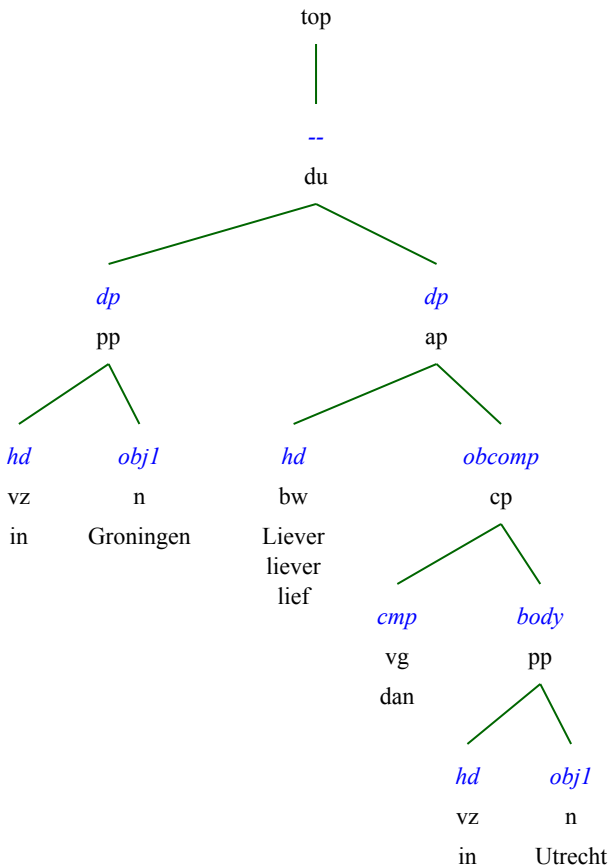 top
--
du
dp dp
pp ap
hd obj1 hd obcomp
vz n bw cp
in Groningen Liever
liever
lief
cmp body
vg pp
dan
hd obj1
vz n
in Utrecht